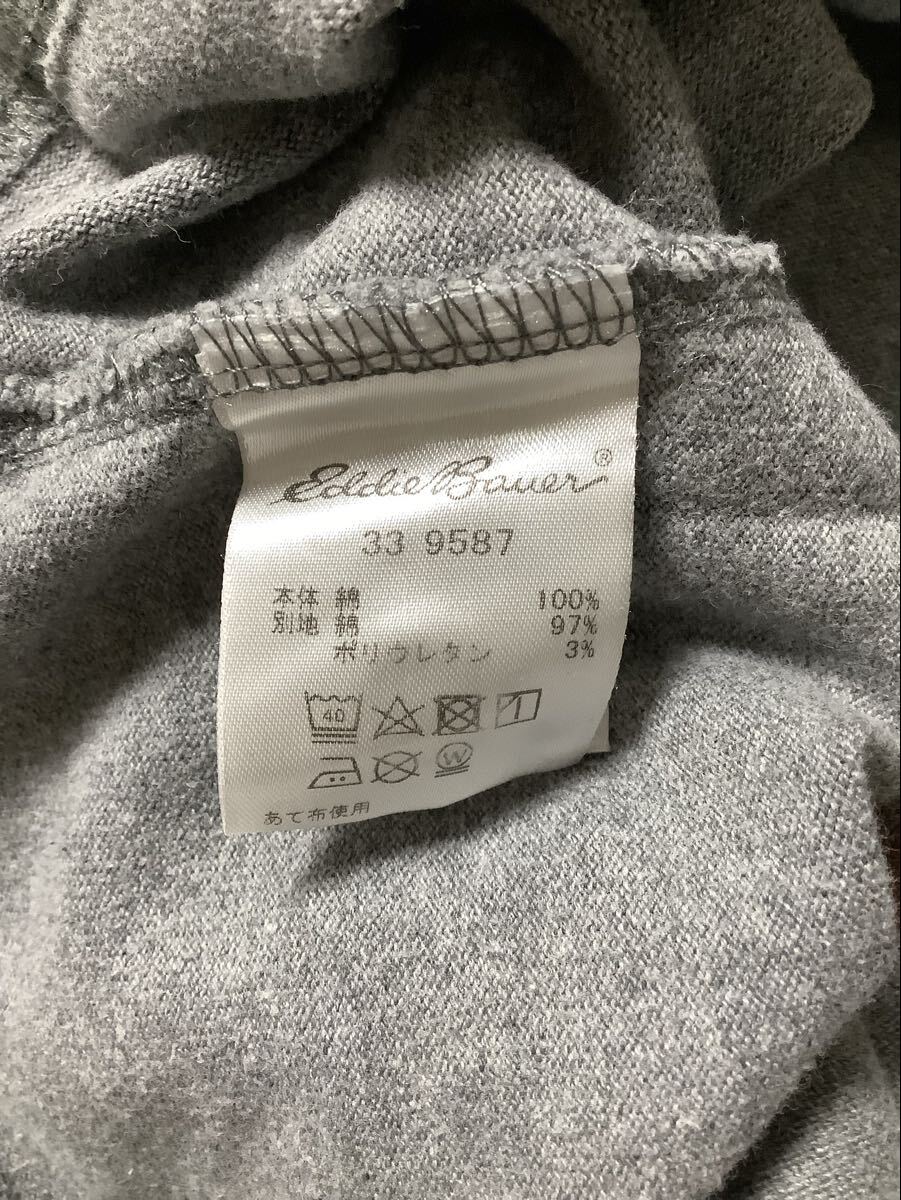 Eddie Bauer®
33 9587
本体 綿 100%
別地 綿 97%
ポリウレタン 3%
40
W
あて布使用